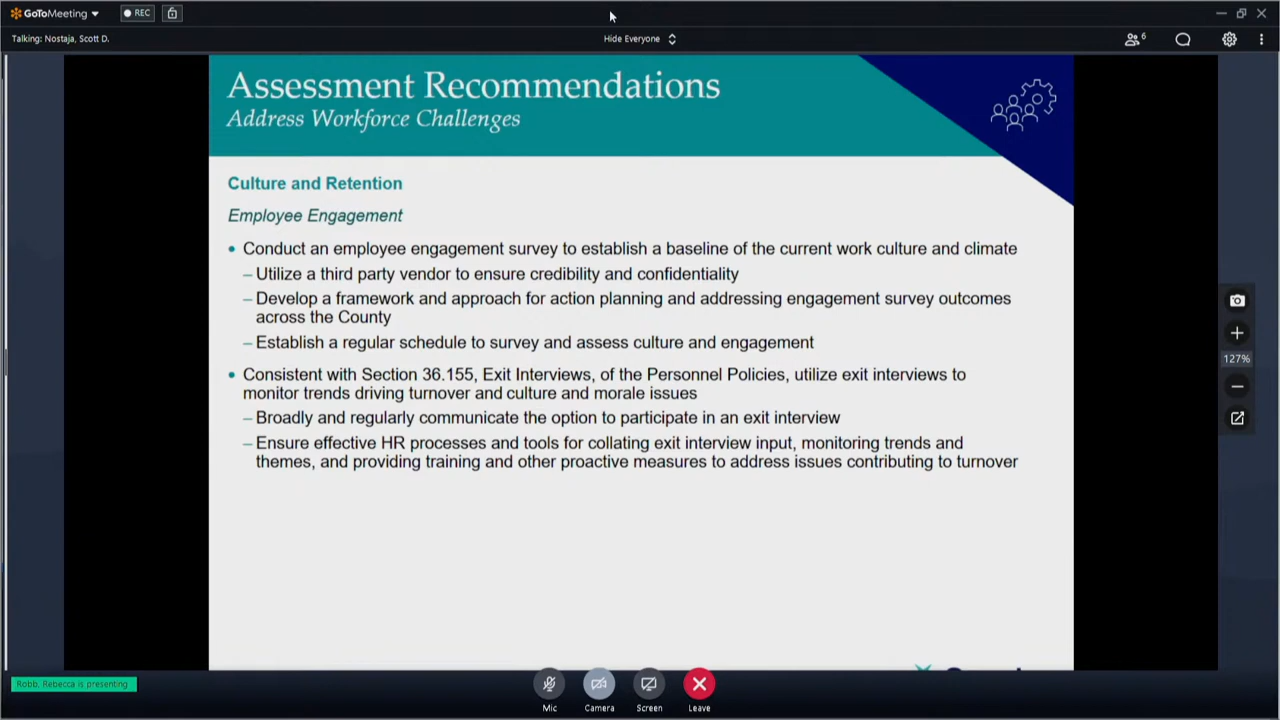 GoToMeeting
REC
Talking: Nostaja, Scott D.
Hide Everyone
6
Assessment Recommendations
Address Workforce Challenges
Culture and Retention
Employee Engagement
• Conduct an employee engagement survey to establish a baseline of the current work culture and climate
– Utilize a third party vendor to ensure credibility and confidentiality
– Develop a framework and approach for action planning and addressing engagement survey outcomes
across the County
– Establish a regular schedule to survey and assess culture and engagement
• Consistent with Section 36.155, Exit Interviews, of the Personnel Policies, utilize exit interviews to
monitor trends driving turnover and culture and morale issues
– Broadly and regularly communicate the option to participate in an exit interview
– Ensure effective HR processes and tools for collating exit interview input, monitoring trends and
themes, and providing training and other proactive measures to address issues contributing to turnover
127%
Robb, Rebecca is presenting
Mic
Camera
Screen
Leave